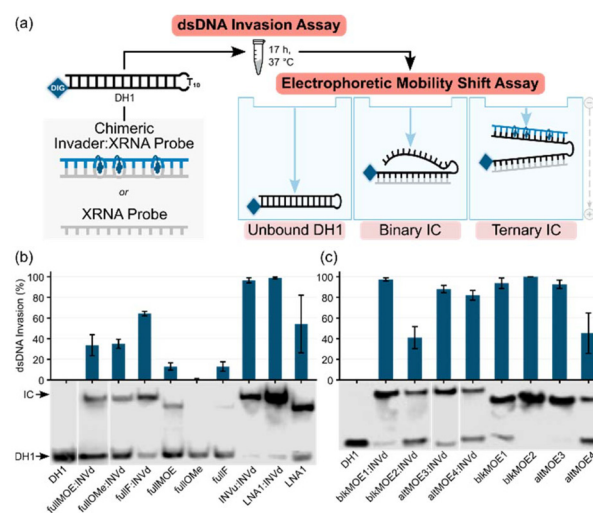 (a)
dsDNA Invasion Assay
17 h,
37 °C
DIG
T10
DH1
Electrophoretic Mobility Shift Assay
Chimeric
Invader:XRNA Probe
or
XRNA Probe
Unbound DH1
Binary IC
Ternary IC
(b)
(c)
dsDNA Invasion (%)
100
80
60
40
20
0
100
80
60
40
20
0
IC
DH1
DH1
fullMOE:INVd
fullOMe:INVd
fullF:INVd
fullMOE
fullOMe
fullF
INVu:INVd
LNA1:INVd
LNA1
DH1
blkMOE1:INVd
blkMOE2:INVd
altMOE3:INVd
altMOE4:INVd
blkMOE1
blkMOE2
altMOE3
altMOE4